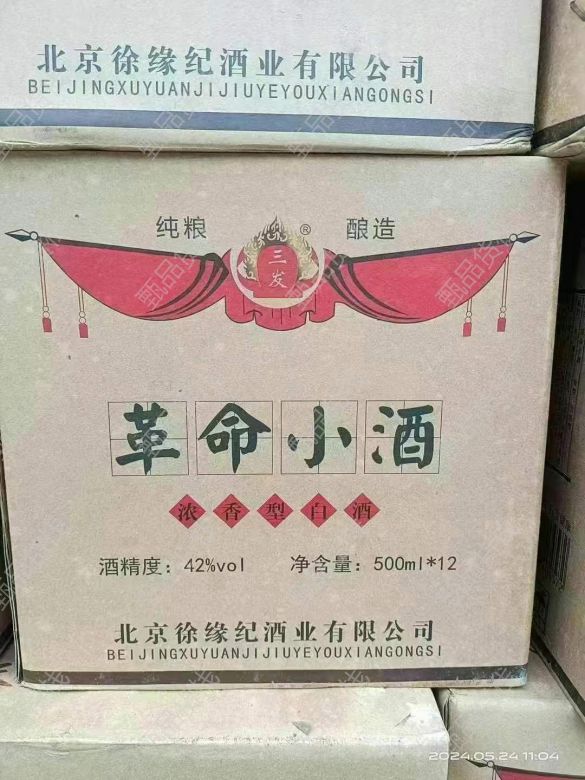 北京徐缘纪酒业有限公司
BEIJINGXUYUANJIJIUYEYOUXIANGONGSI
纯粮 ® 酿造
三发
革命小酒
浓香型白酒
酒精度：42%vol 净含量：500ml*12
北京徐缘纪酒业有限公司
BEIJINGXUYUANJIJIUYEYOUXIANGONGSI
2024.05.24 11:04